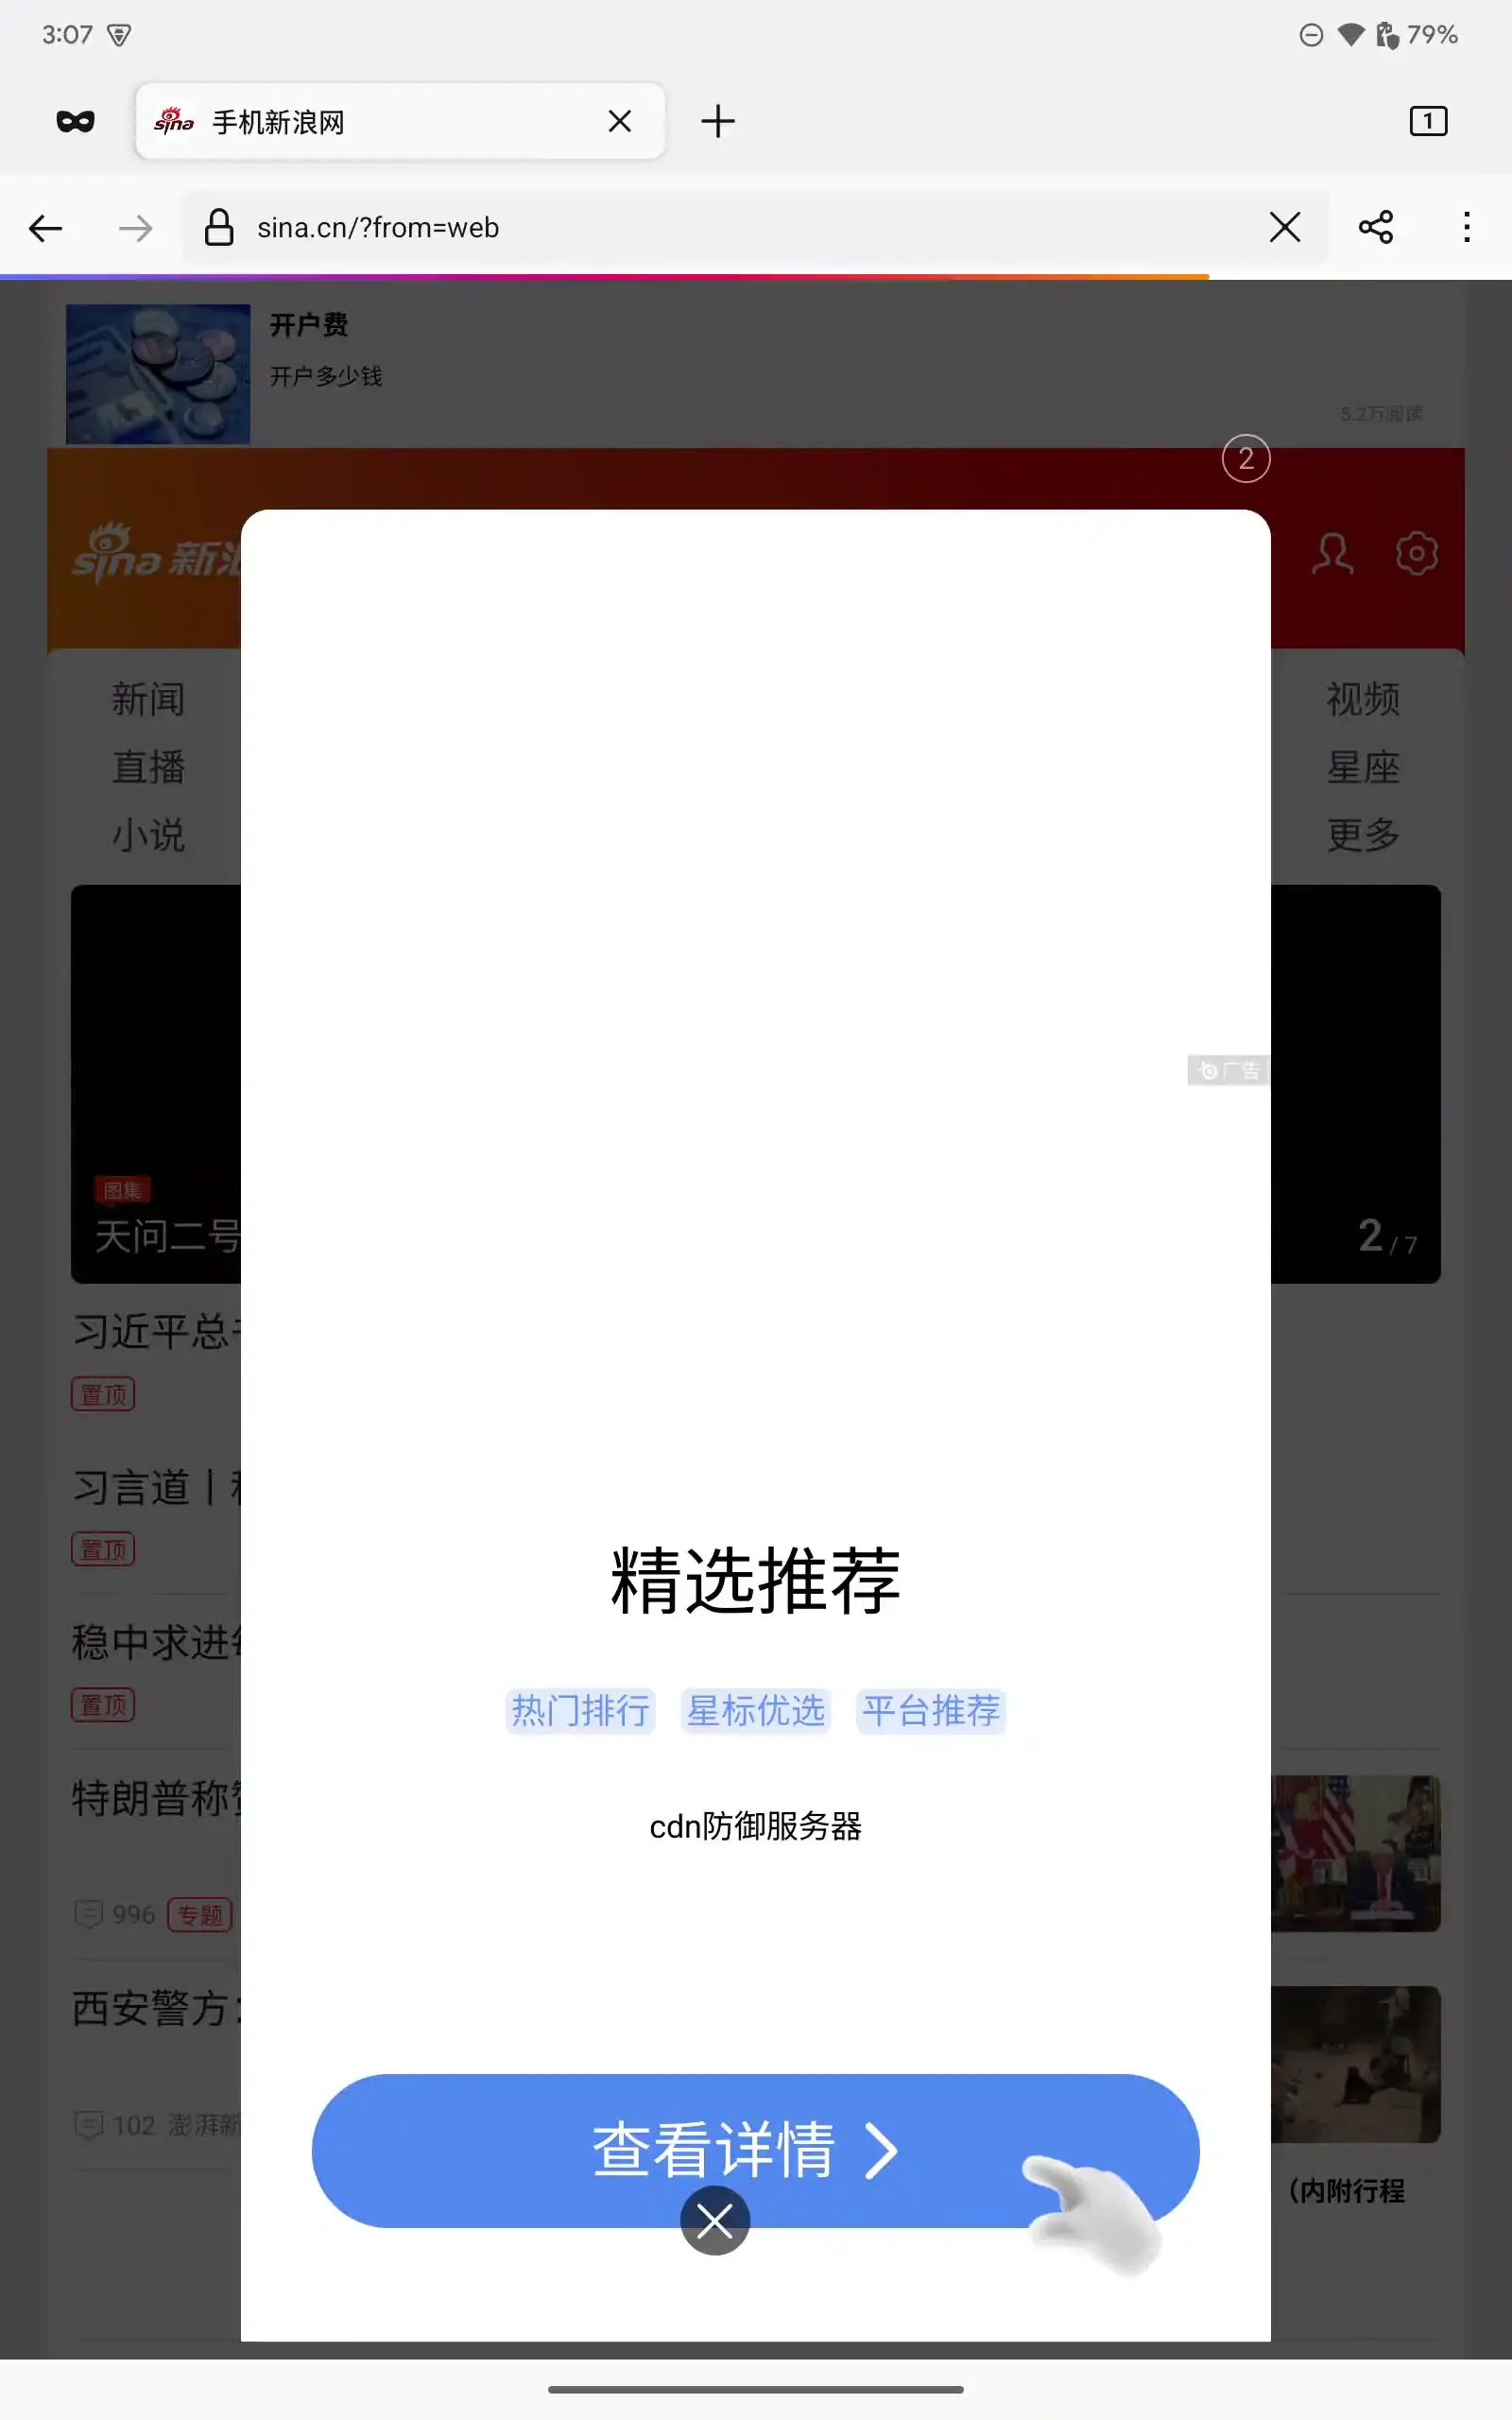 3:07
79%
sina 手机新浪网
1
sina.cn/?from=web
开户费
开户多少钱
5.2万阅读
2
sina 新浪
新闻
视频
直播
星座
小说
更多
广告
图集
天问二号
2 / 7
习近平总
置顶
习言道丨
置顶
精选推荐
稳中求进
置顶
热门排行 星标优选 平台推荐
特朗普称
cdn防御服务器
996 专题
西安警方：
102 澎湃新
查看详情
（内附行程